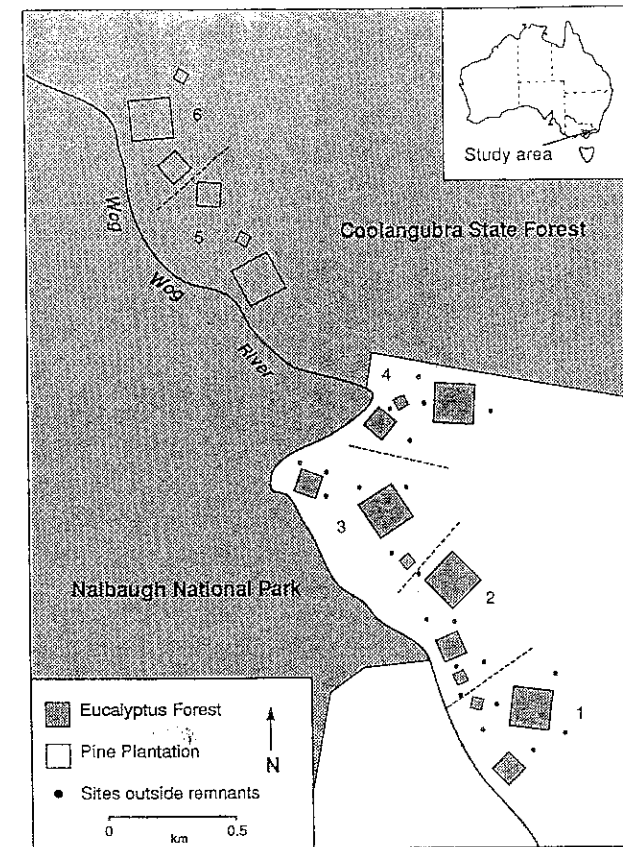 Study area
6
Wog
5
Wog
River
Coolangubra State Forest
4
3
Nalbaugh National Park
2
1
Eucalyptus Forest
Pine Plantation
Sites outside remnants
N
0 0.5
km